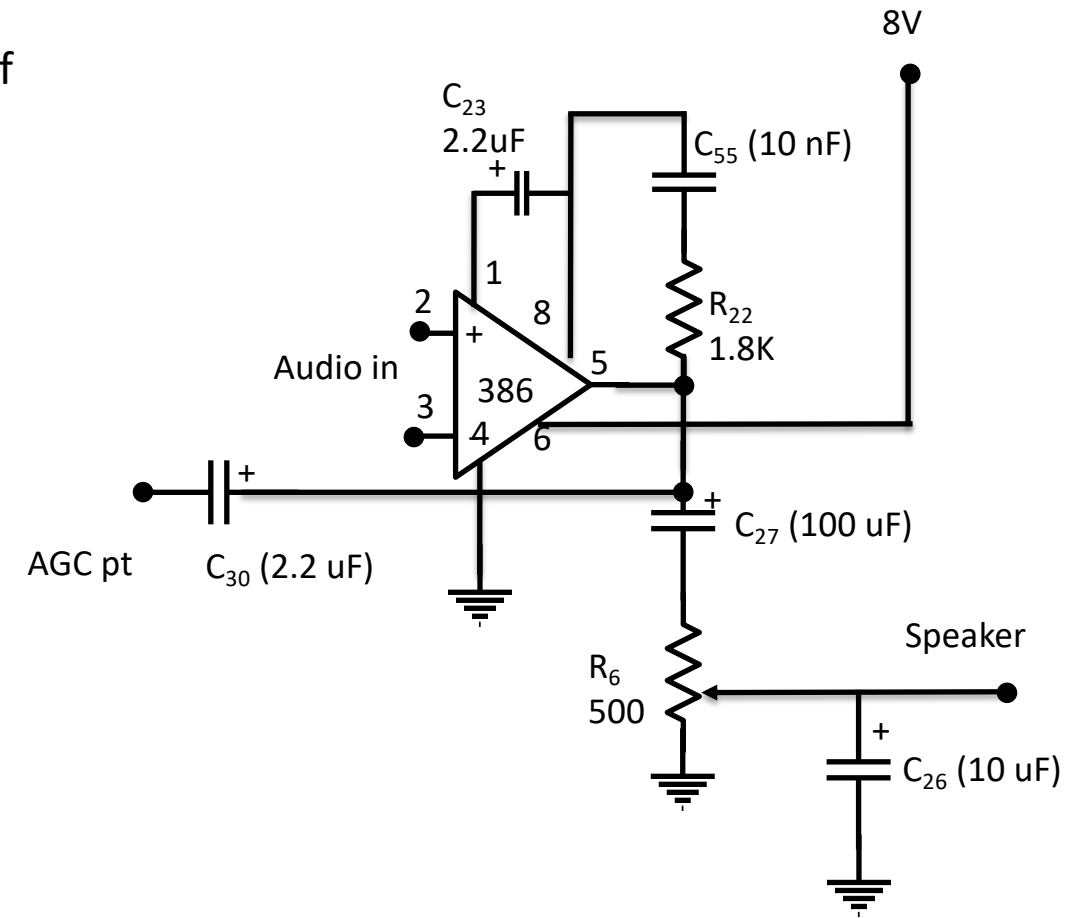 f
8V
C₂₃
2.2uF
+
C₅₅ (10 nF)
1
2
8
R₂₂
1.8K
+
5
Audio in
386
3
-4
6
+
+
C₂₇ (100 uF)
AGC pt
C₃₀ (2.2 uF)
Speaker
R₆
500
+
C₂₆ (10 uF)